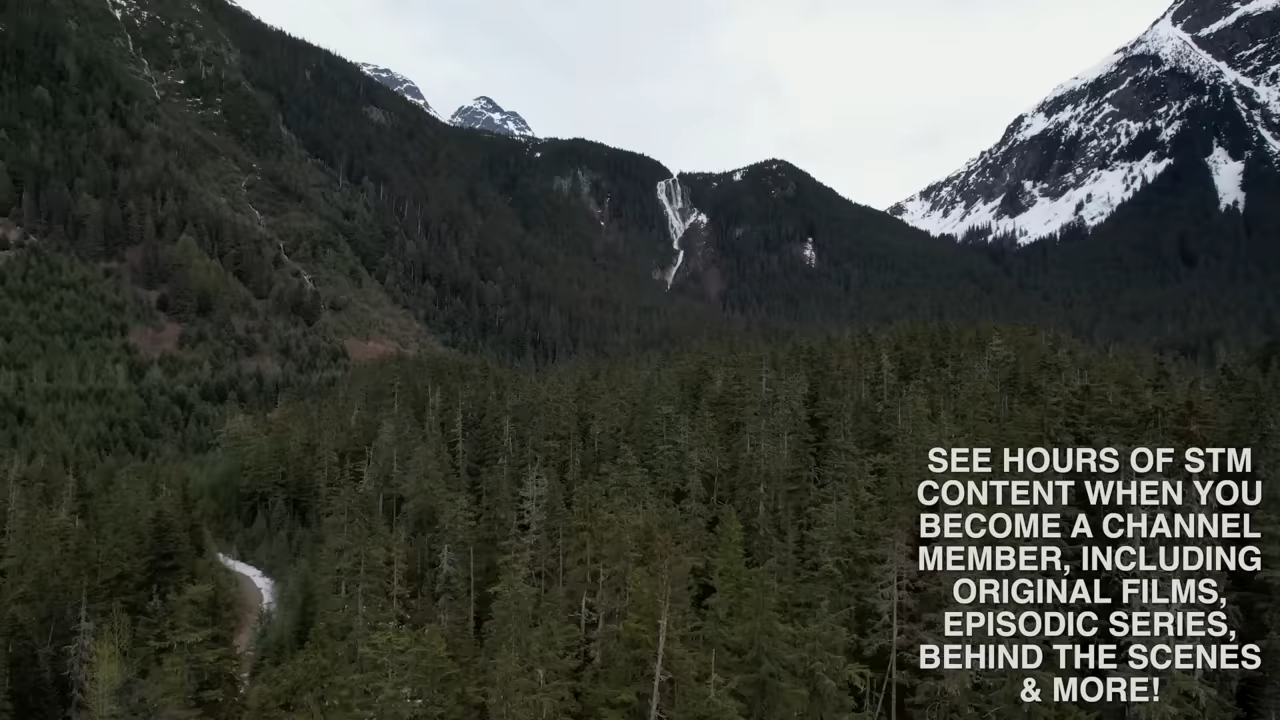 SEE HOURS OF STM
CONTENT WHEN YOU
BECOME A CHANNEL
MEMBER, INCLUDING
ORIGINAL FILMS,
EPISODIC SERIES,
BEHIND THE SCENES
& MORE!